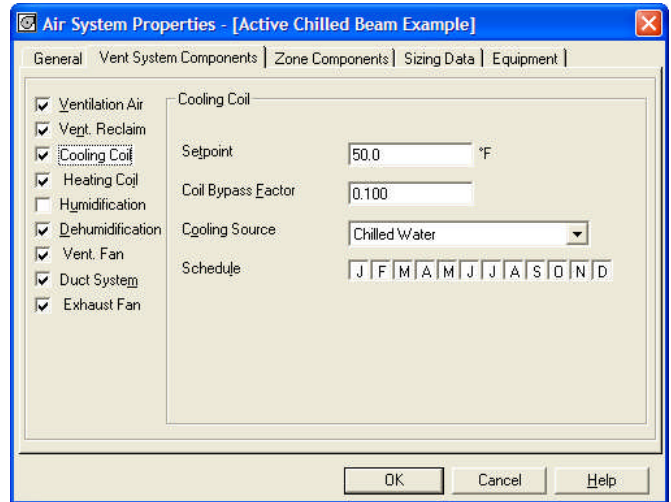 Air System Properties - [Active Chilled Beam Example]
General Vent System Components Zone Components Sizing Data Equipment
Ventilation Air
Vent. Reclaim
Cooling Coil
Heating Coil
Humidification
Dehumidification
Vent. Fan
Duct System
Exhaust Fan
Cooling Coil
Setpoint 50.0 °F
Coil Bypass Factor 0.100
Cooling Source Chilled Water
Schedule J F M A M J J A S O N D
OK Cancel Help